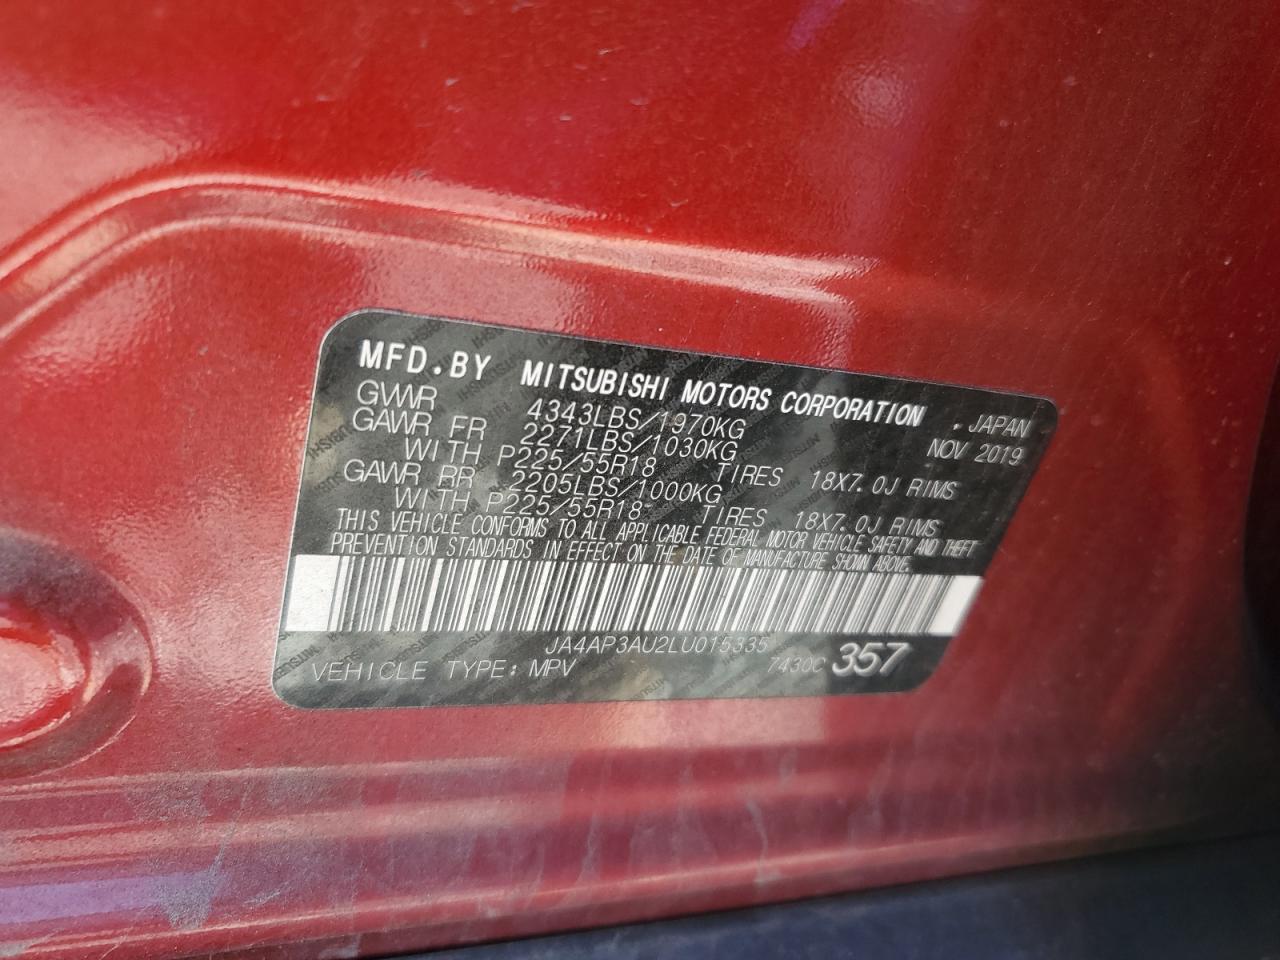 MFD.BY MITSUBISHI MOTORS CORPORATION , JAPAN
GVWR 4343LBS/1970KG NOV 2019
GAWR FR 2271LBS/1030KG
WITH P225/55R18 TIRES 18X7.0J RIMS
GAWR RR 2205LBS/1000KG
WITH P225/55R18 TIRES 18X7.0J RIMS
THIS VEHICLE CONFORMS TO ALL APPLICABLE FEDERAL MOTOR VEHICLE SAFETY AND THEFT
PREVENTION STANDARDS IN EFFECT ON THE DATE OF MANUFACTURE SHOWN ABOVE.
JA4AP3AU2LU015335
VEHICLE TYPE: MPV 7430C 357